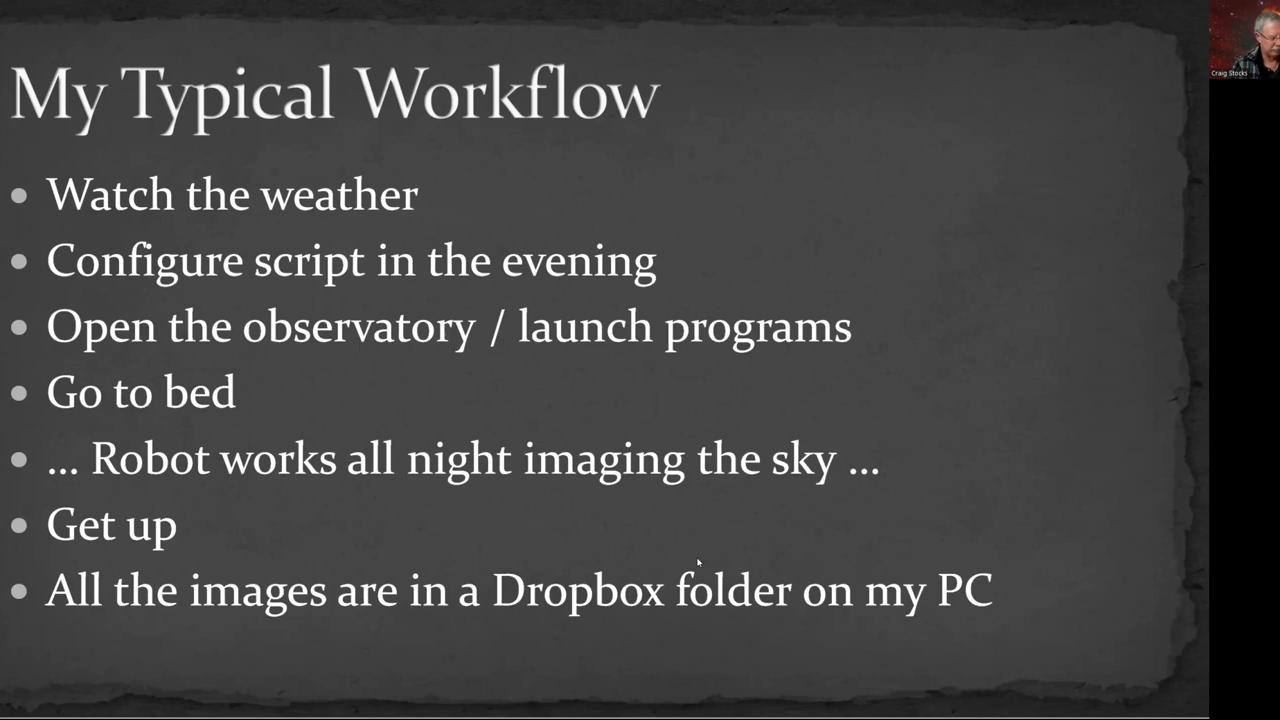 My Typical Workflow
• Watch the weather
• Configure script in the evening
• Open the observatory / launch programs
• Go to bed
• ... Robot works all night imaging the sky ...
• Get up
• All the images are in a Dropbox folder on my PC
Craig Stocks